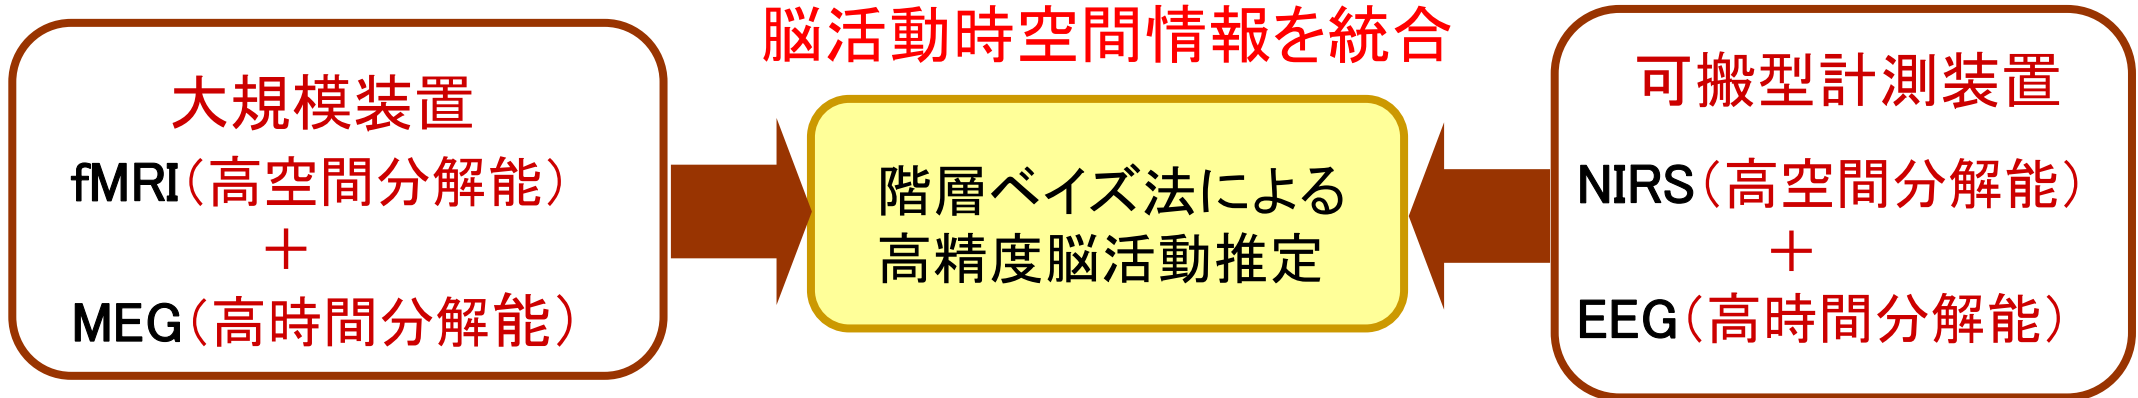 脳活動時空間情報を統合
大規模装置
fMRI（高空間分解能）
＋
MEG（高時間分解能）
階層ベイズ法による
高精度脳活動推定
可搬型計測装置
NIRS（高空間分解能）
＋
EEG（高時間分解能）